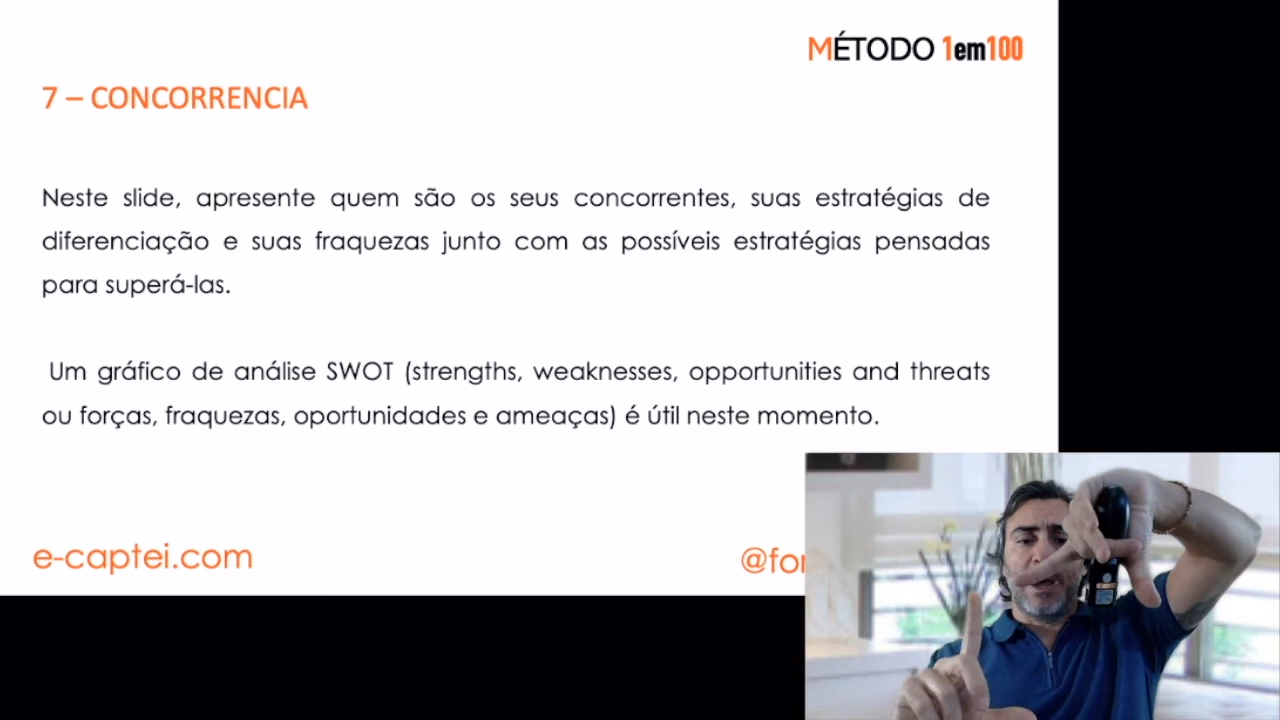 MÉTODO 1em100
7 – CONCORRENCIA
Neste slide, apresente quem são os seus concorrentes, suas estratégias de
diferenciação e suas fraquezas junto com as possíveis estratégias pensadas
para superá-las.
Um gráfico de análise SWOT (strengths, weaknesses, opportunities and threats
ou forças, fraquezas, oportunidades e ameaças) é útil neste momento.
e-captei.com